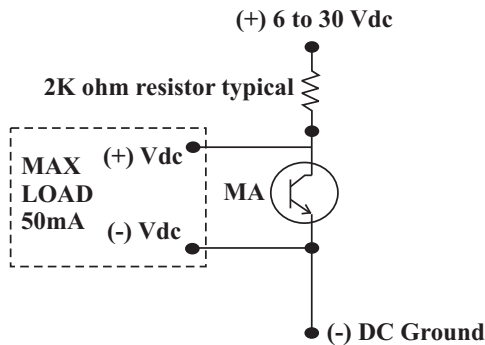 (+) 6 to 30 Vdc
2K ohm resistor typical
(+) Vdc
MAX
LOAD
50mA
MA
(-) Vdc
(-) DC Ground